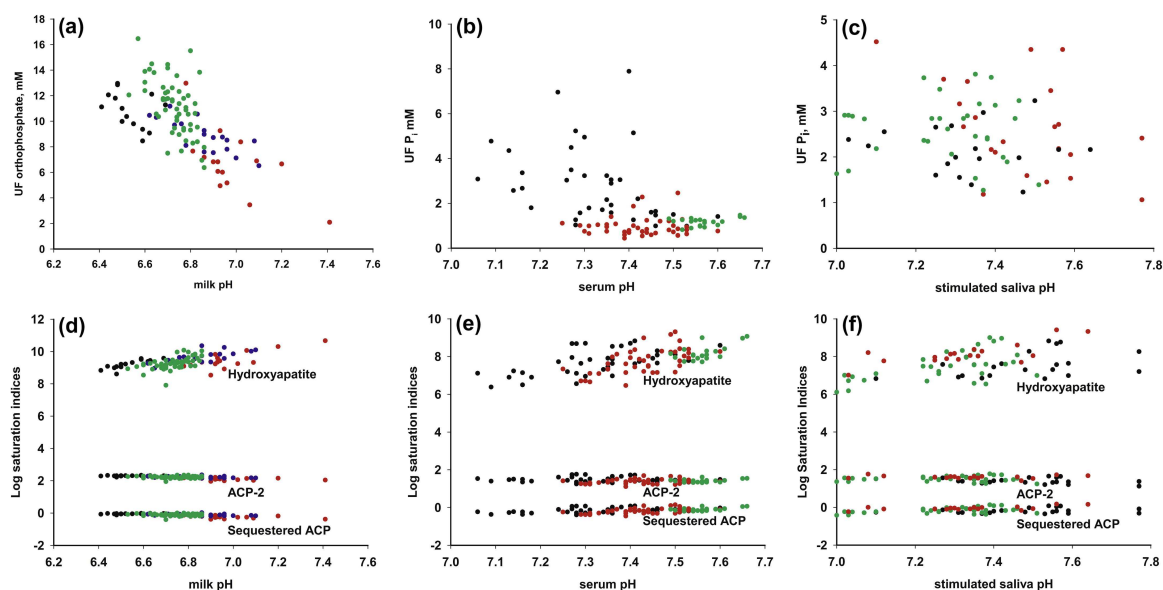 (a)
UF orthophosphate, mM
18
16
14
12
10
8
6
4
2
0
6.2 6.4 6.6 6.8 7.0 7.2 7.4 7.6
milk pH
(b)
UF Pi, mM
10
8
6
4
2
0
7.0 7.1 7.2 7.3 7.4 7.5 7.6 7.7
serum pH
(c)
UF Pi, mM
5
4
3
2
1
0
7.0 7.2 7.4 7.6 7.8
stimulated saliva pH
(d)
Log saturation indices
12
10
8
6
4
2
0
-2
Hydroxyapatite
ACP-2
Sequestered ACP
6.2 6.4 6.6 6.8 7.0 7.2 7.4 7.6
milk pH
(e)
Log saturation indices
10
8
6
4
2
0
-2
Hydroxyapatite
ACP-2
Sequestered ACP
7.0 7.1 7.2 7.3 7.4 7.5 7.6 7.7
serum pH
(f)
Log Saturation Indices
10
8
6
4
2
0
-2
Hydroxyapatite
ACP-2
Sequestered ACP
7.0 7.2 7.4 7.6 7.8
stimulated saliva pH